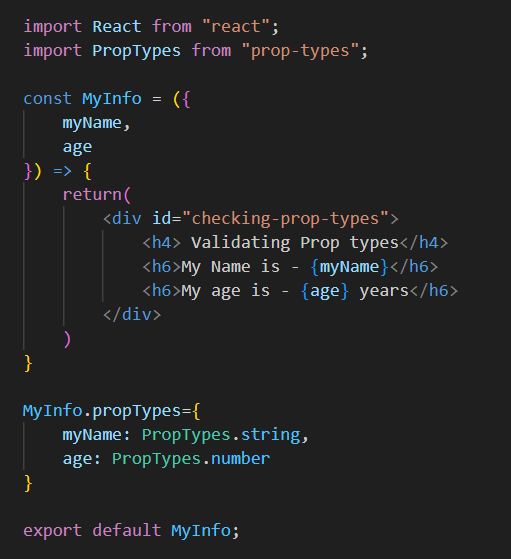 import React from "react";
import PropTypes from "prop-types";
const MyInfo = ({
myName,
age
}) => {
return(
<div id="checking-prop-types">
<h4> Validating Prop types</h4>
<h6>My Name is - {myName}</h6>
<h6>My age is - {age} years</h6>
</div>
)
}
MyInfo.propTypes={
myName: PropTypes.string,
age: PropTypes.number
}
export default MyInfo;